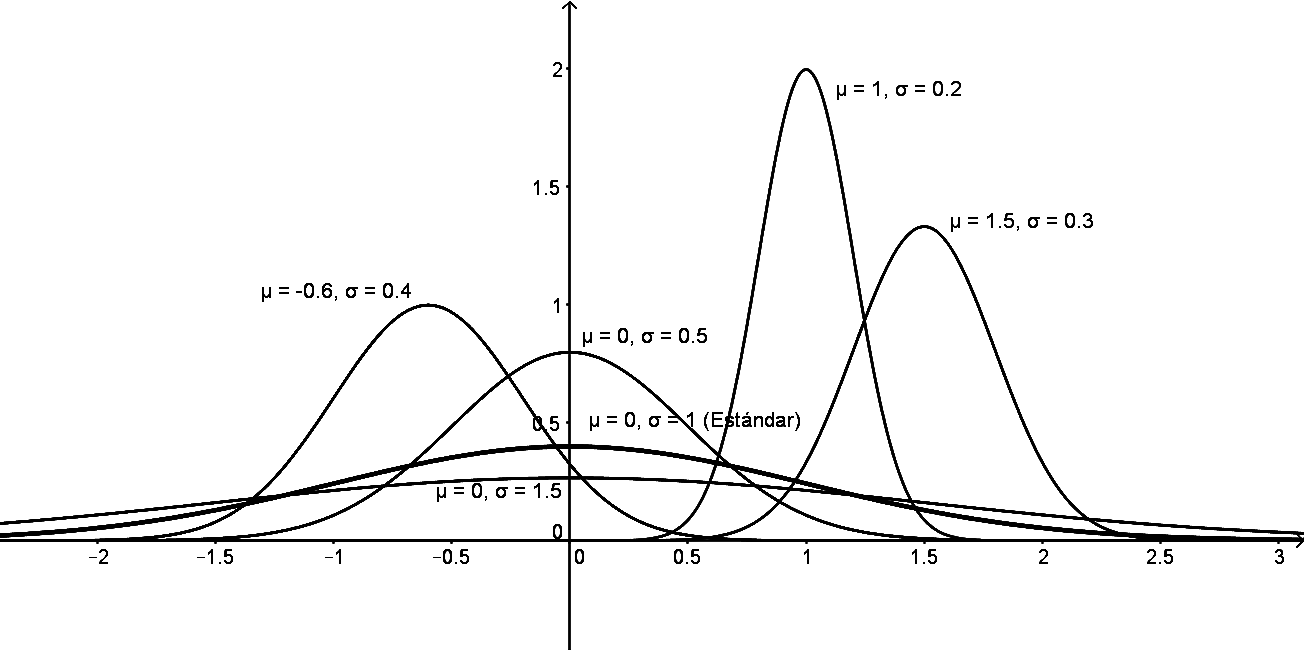 2
μ = 1, σ = 0.2
1.5
μ = 1.5, σ = 0.3
μ = -0.6, σ = 0.4
1
μ = 0, σ = 0.5
0.5
μ = 0, σ = 1 (Estándar)
μ = 0, σ = 1.5
0
−2 −1.5 −1 −0.5 0 0.5 1 1.5 2 2.5 3